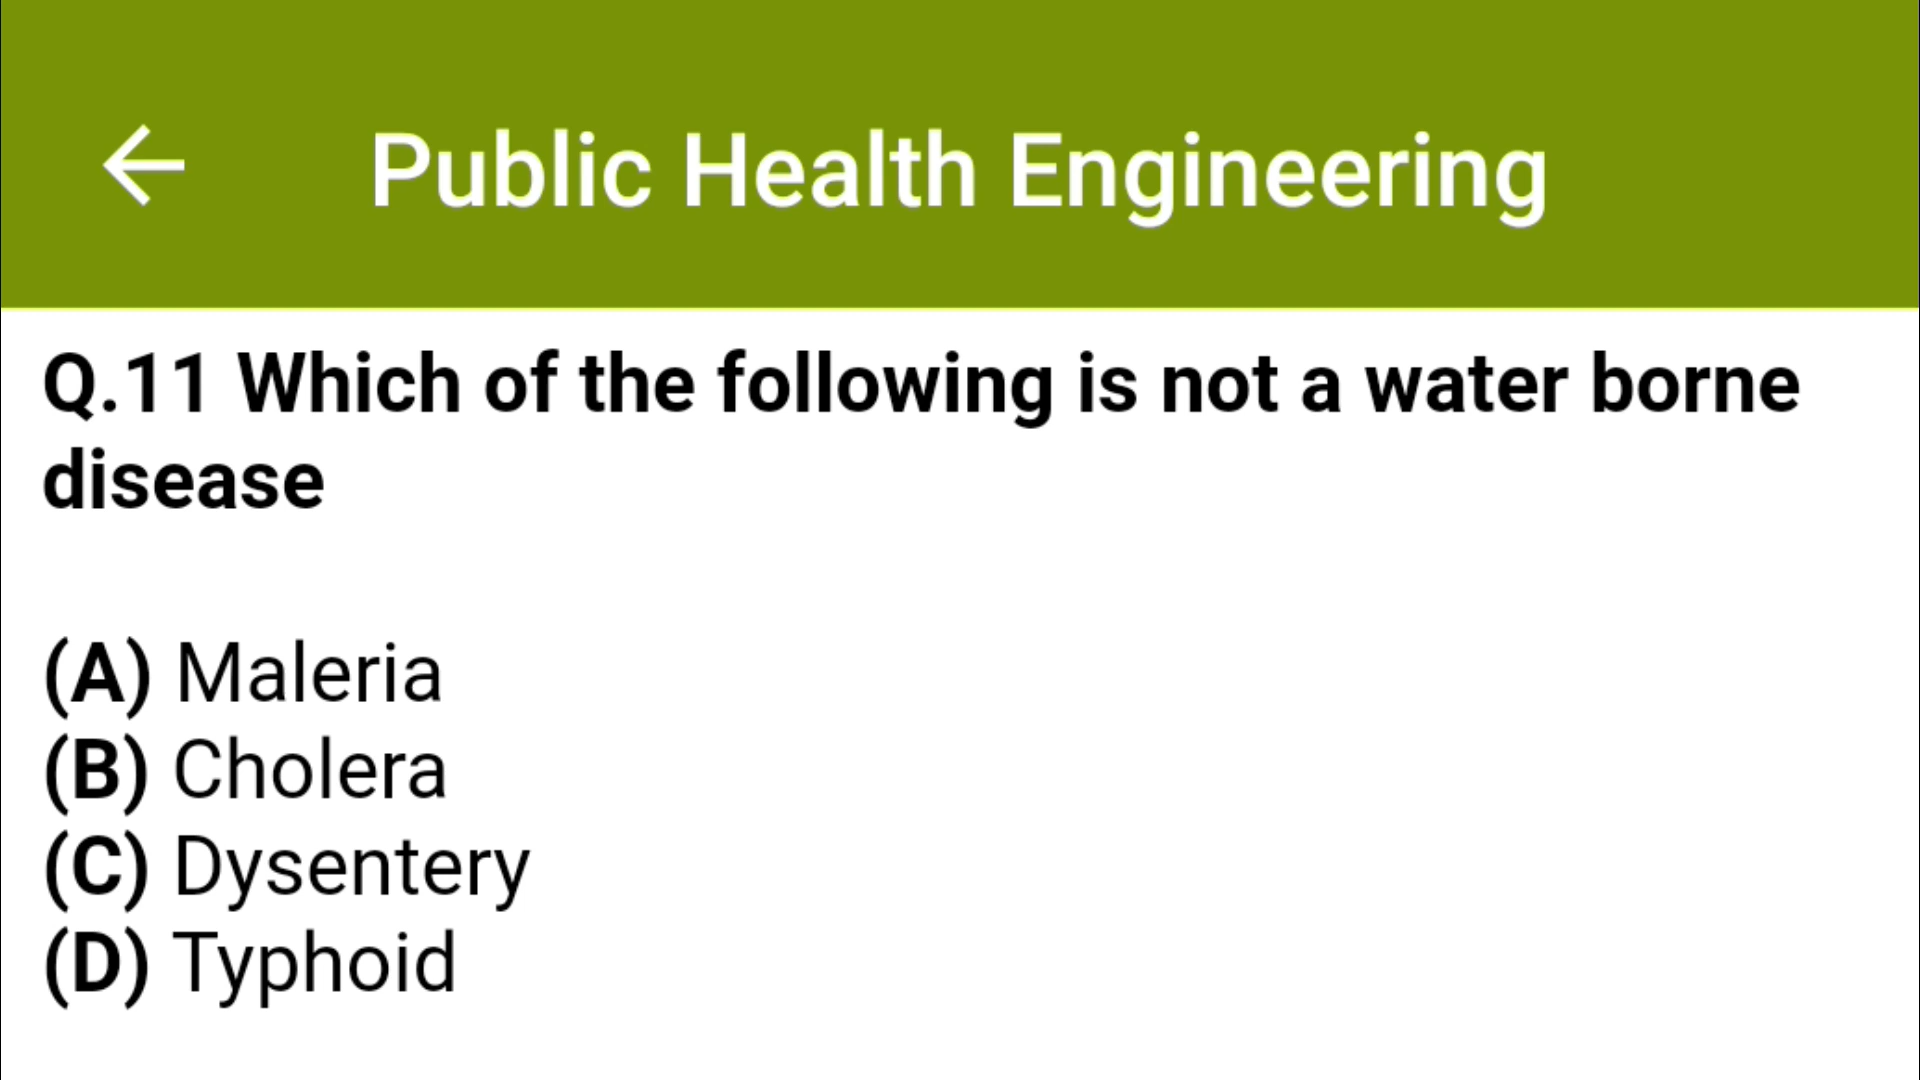 Public Health Engineering
Q.11 Which of the following is not a water borne
disease
(A) Maleria
(B) Cholera
(C) Dysentery
(D) Typhoid